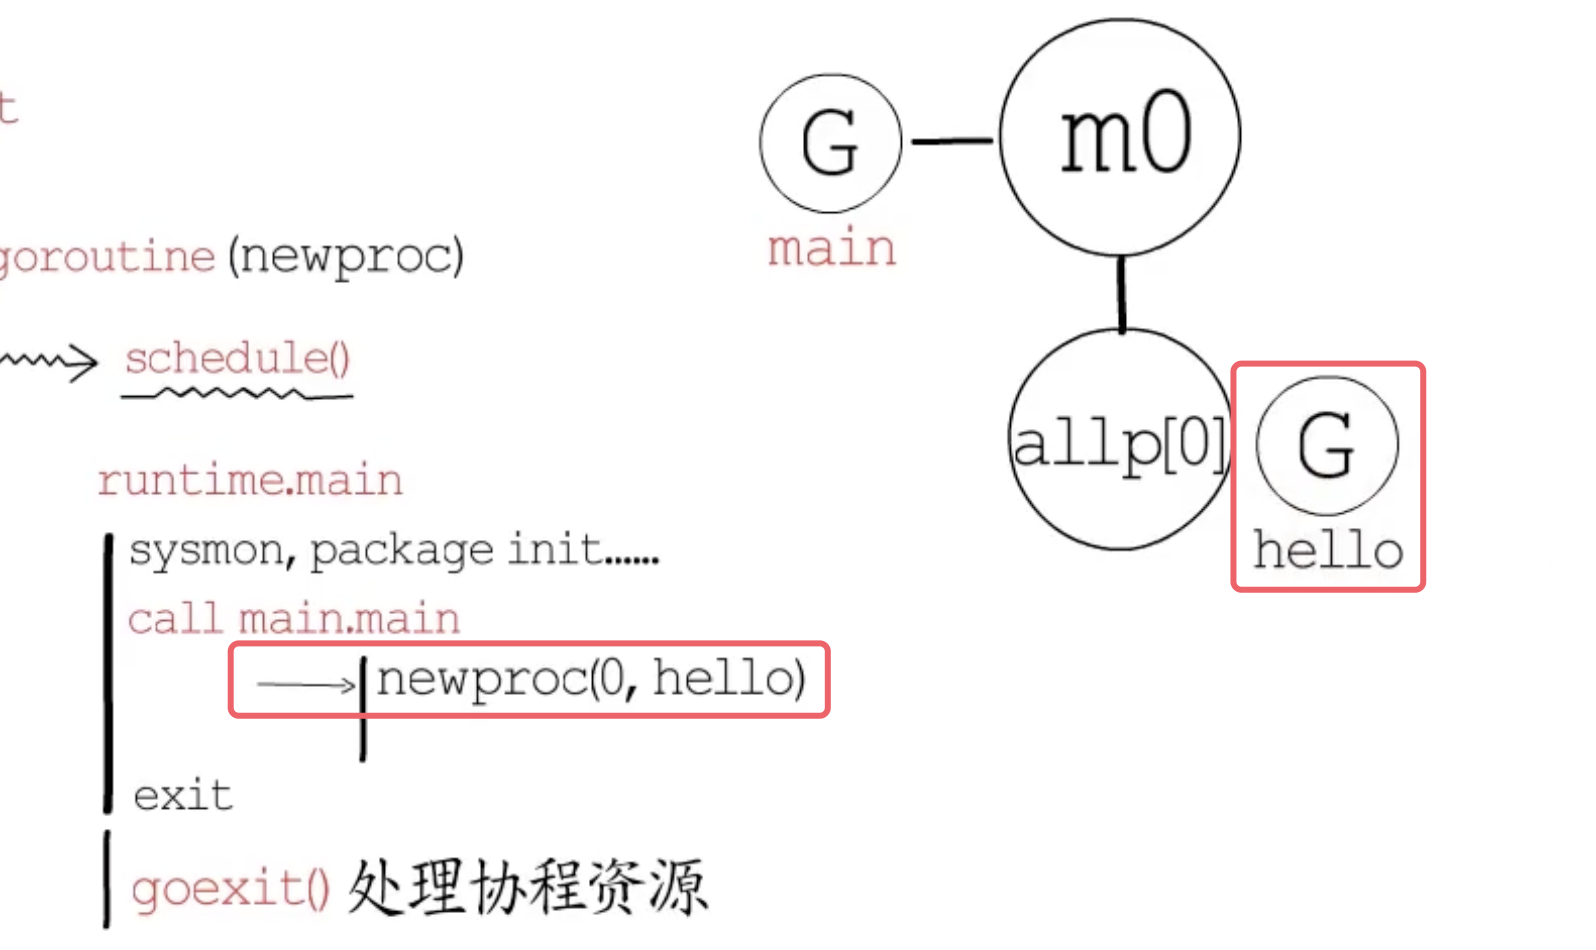 t
goroutine (newproc)
schedule()
runtime.main
sysmon, package init......
call main.main
newproc(0, hello)
exit
goexit() 处理协程资源
G
main
m0
allp[0]
G
hello